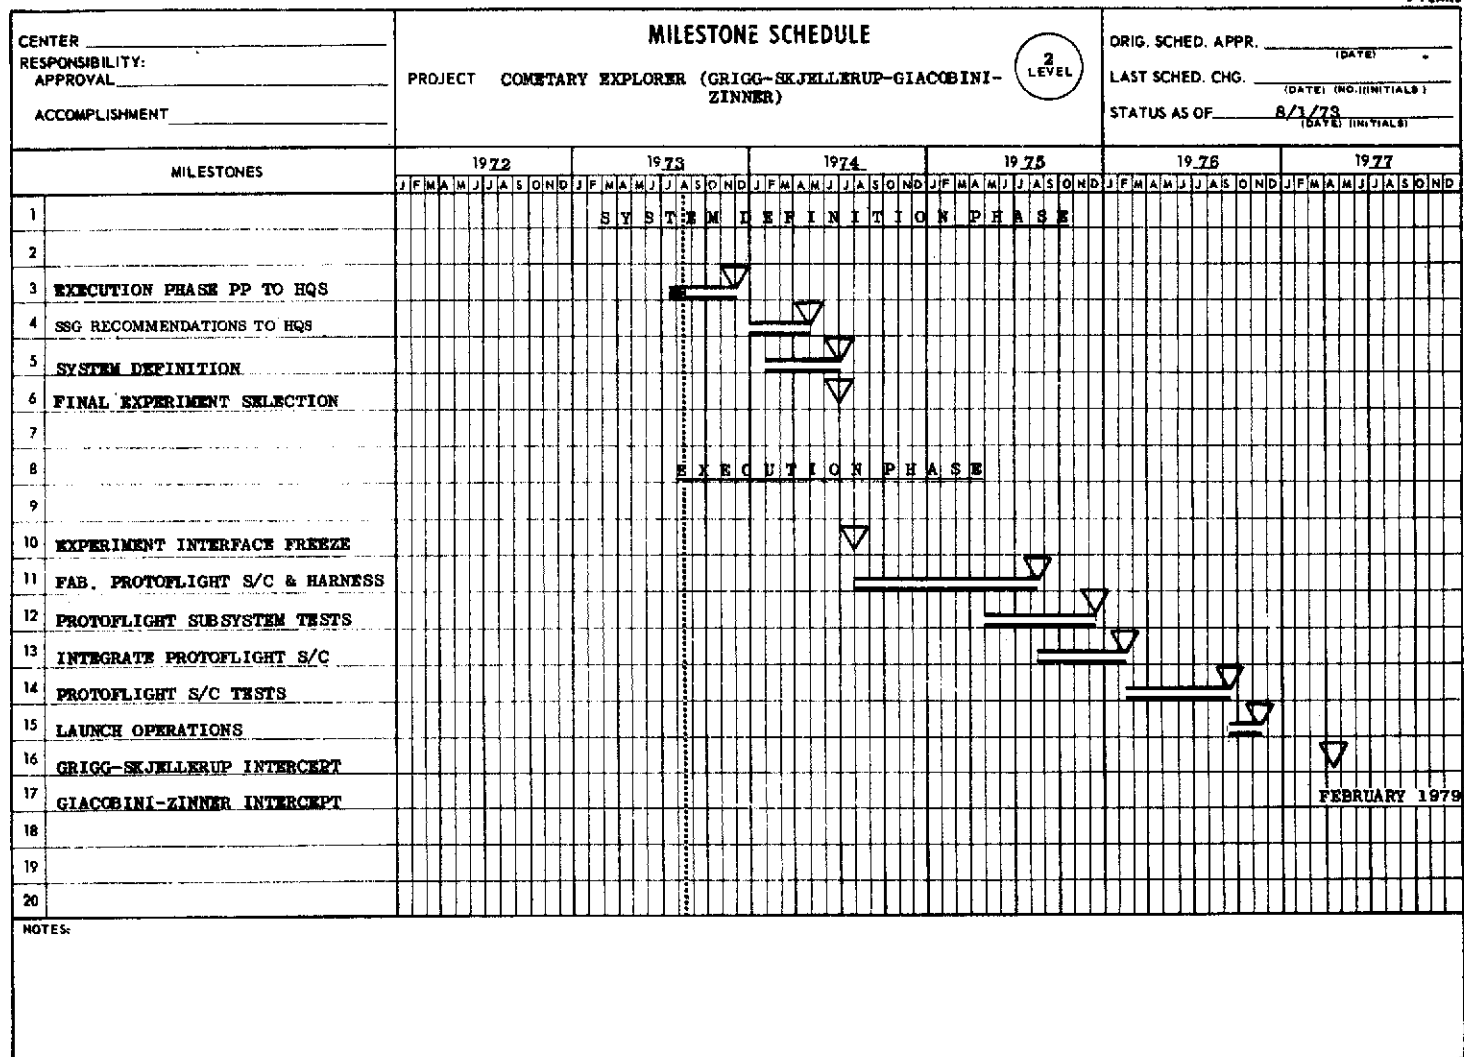 CENTER
RESPONSIBILITY:
APPROVAL
ACCOMPLISHMENT
MILESTONE SCHEDULE
PROJECT COMETARY EXPLORER (GRIGG-SKJELLERUP-GIACOBINI-
ZINNER)
2
LEVEL
ORIG. SCHED. APPR.
(DATE)
LAST SCHED. CHG.
(DATE) (NO.)(INITIALS)
STATUS AS OF 8/1/73
(DATE) (INITIALS)
MILESTONES
1972 1973 1974 1975 1976 1977
J F M A M J J A S O N D J F M A M J J A S O N D J F M A M J J A S O N D J F M A M J J A S O N D J F M A M J J A S O N D J F M A M J J A S O N D
1 SYSTEM DEFINITION PHASE
2
3 EXECUTION PHASE PP TO HQS
4 SSG RECOMMENDATIONS TO HQS
5 SYSTEM DEFINITION
6 FINAL EXPERIMENT SELECTION
7
8 EXECUTION PHASE
9
10 EXPERIMENT INTERFACE FREEZE
11 FAB. PROTOFLIGHT S/C & HARNESS
12 PROTOFLIGHT SUBSYSTEM TESTS
13 INTEGRATE PROTOFLIGHT S/C
14 PROTOFLIGHT S/C TESTS
15 LAUNCH OPERATIONS
16 GRIGG-SKJELLERUP INTERCEPT
17 GIACOBINI-ZINNER INTERCEPT FEBRUARY 1979
18
19
20
NOTES: